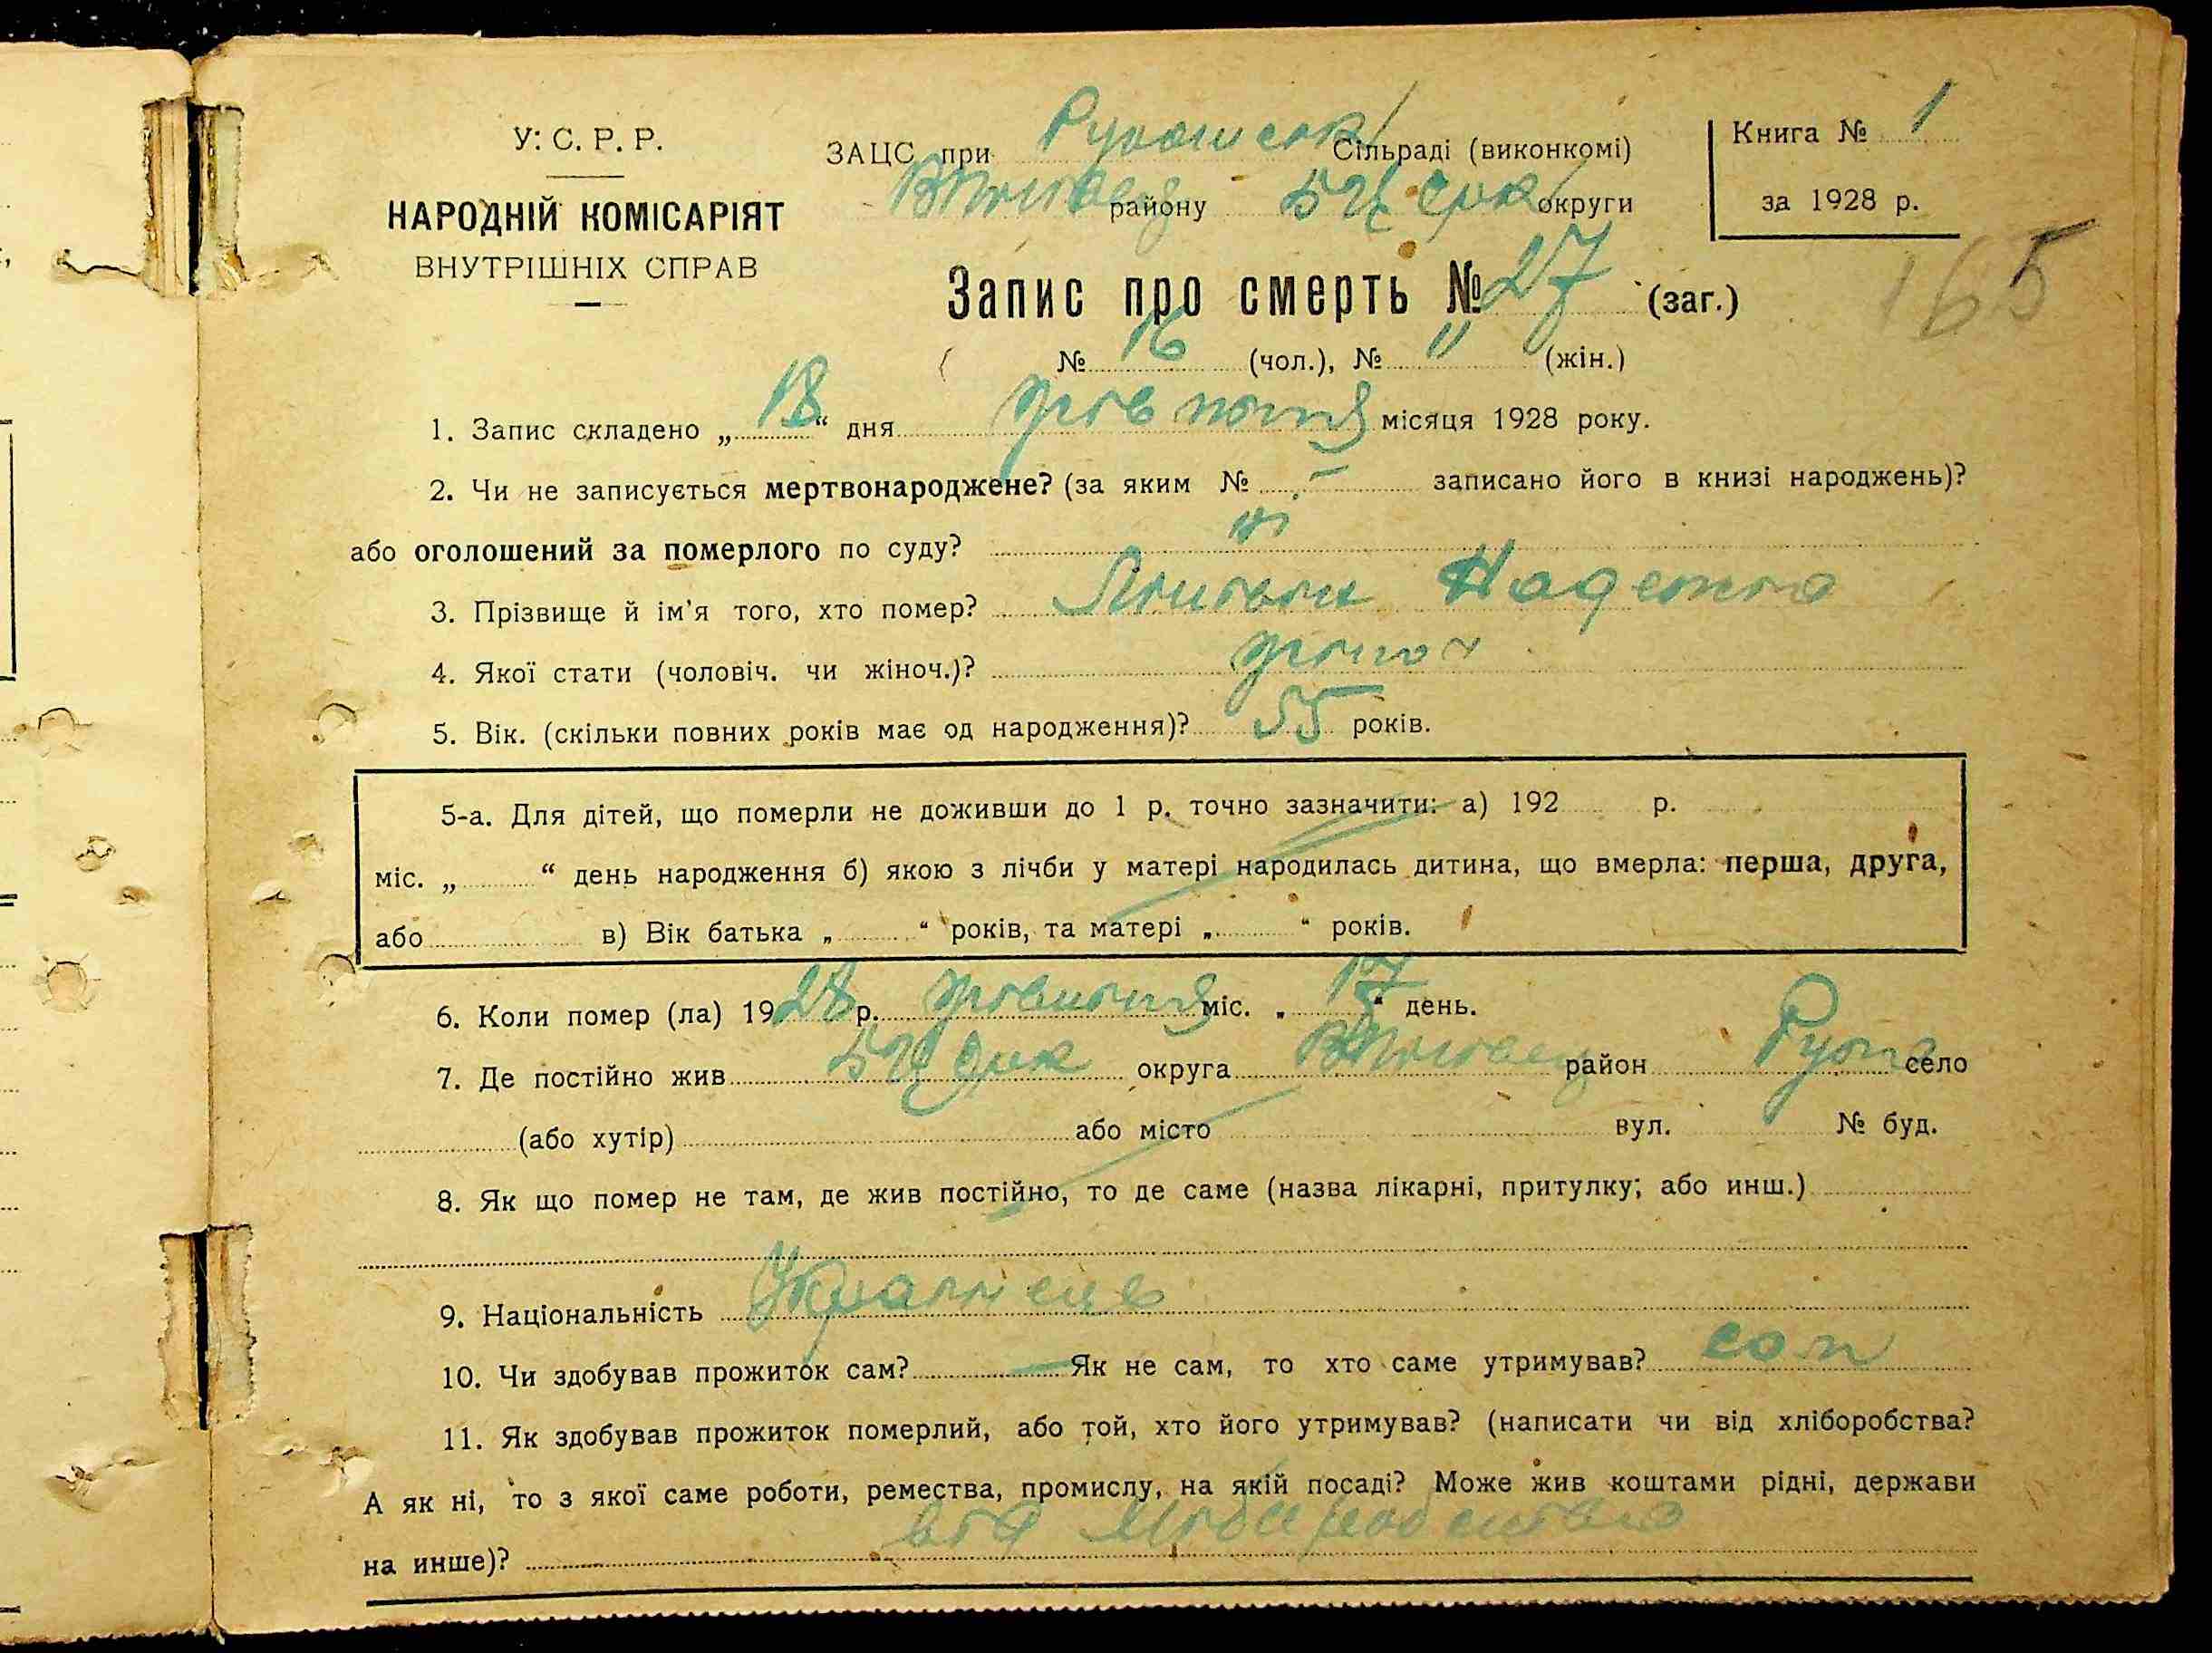 У. С. Р. Р.
НАРОДНІЙ КОМІСАРІЯТ
ВНУТРІШНІХ СПРАВ
ЗАЦС при Сільраді (виконкомі)
району БЦерк округи
Книга № 1
за 1928 р.
165
Запис про смерть № 27 (заг.)
( № 16 (чол.), № " (жін.)
1. Запис складено „18“ дня жовтня місяця 1928 року.
2. Чи не записується мертвонароджене? (за яким № — записано його в книзі народжень)?
або оголошений за померлого по суду? ні
3. Прізвище й ім'я того, хто помер? Надежта
4. Якої стати (чоловіч. чи жіноч.)? жіноч
5. Вік. (скільки повних років має од народження)? 55 років.
5-а. Для дітей, що померли не доживши до 1 р. точно зазначити: а) 192 р.
міс. „ “ день народження б) якою з лічби у матері народилась дитина, що вмерла: перша, друга,
або в) Вік батька „ “ років, та матері „ “ років.
6. Коли помер (ла) 1928 р. жовтня міс. „17“ день.
7. Де постійно жив БЦерк округа район село
(або хутір) або місто вул. № буд.
8. Як що помер не там, де жив постійно, то де саме (назва лікарні, притулку; або инш.)
9. Національність
10. Чи здобував прожиток сам? — Як не сам, то хто саме утримував? сам
11. Як здобував прожиток померлий, або той, хто його утримував? (написати чи від хліборобства?
А як ні, то з якої саме роботи, ремества, промислу, на якій посаді? Може жив коштами рідні, держави
на инше)? від хліборобства